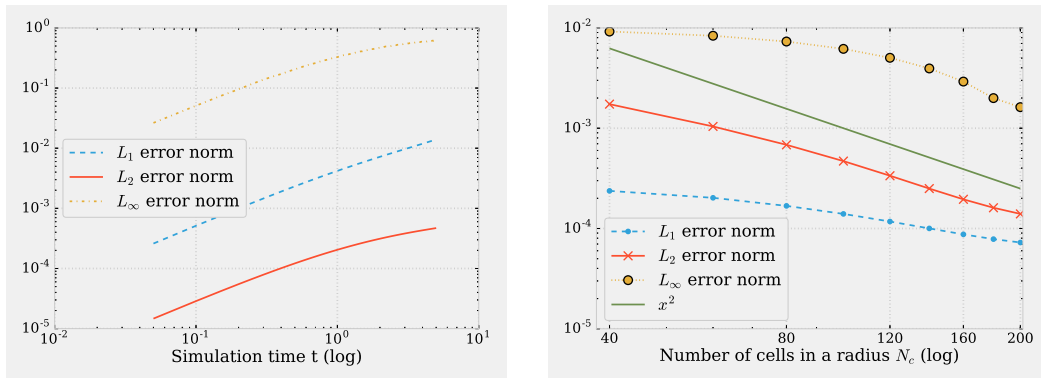 10^0
10^-1
10^-2
10^-3
10^-4
10^-5
L_1 error norm
L_2 error norm
L_∞ error norm
10^-2
10^-1
10^0
10^1
Simulation time t (log)
10^-2
10^-3
10^-4
10^-5
L_1 error norm
L_2 error norm
L_∞ error norm
x^2
40
80
120
160
200
Number of cells in a radius N_c (log)